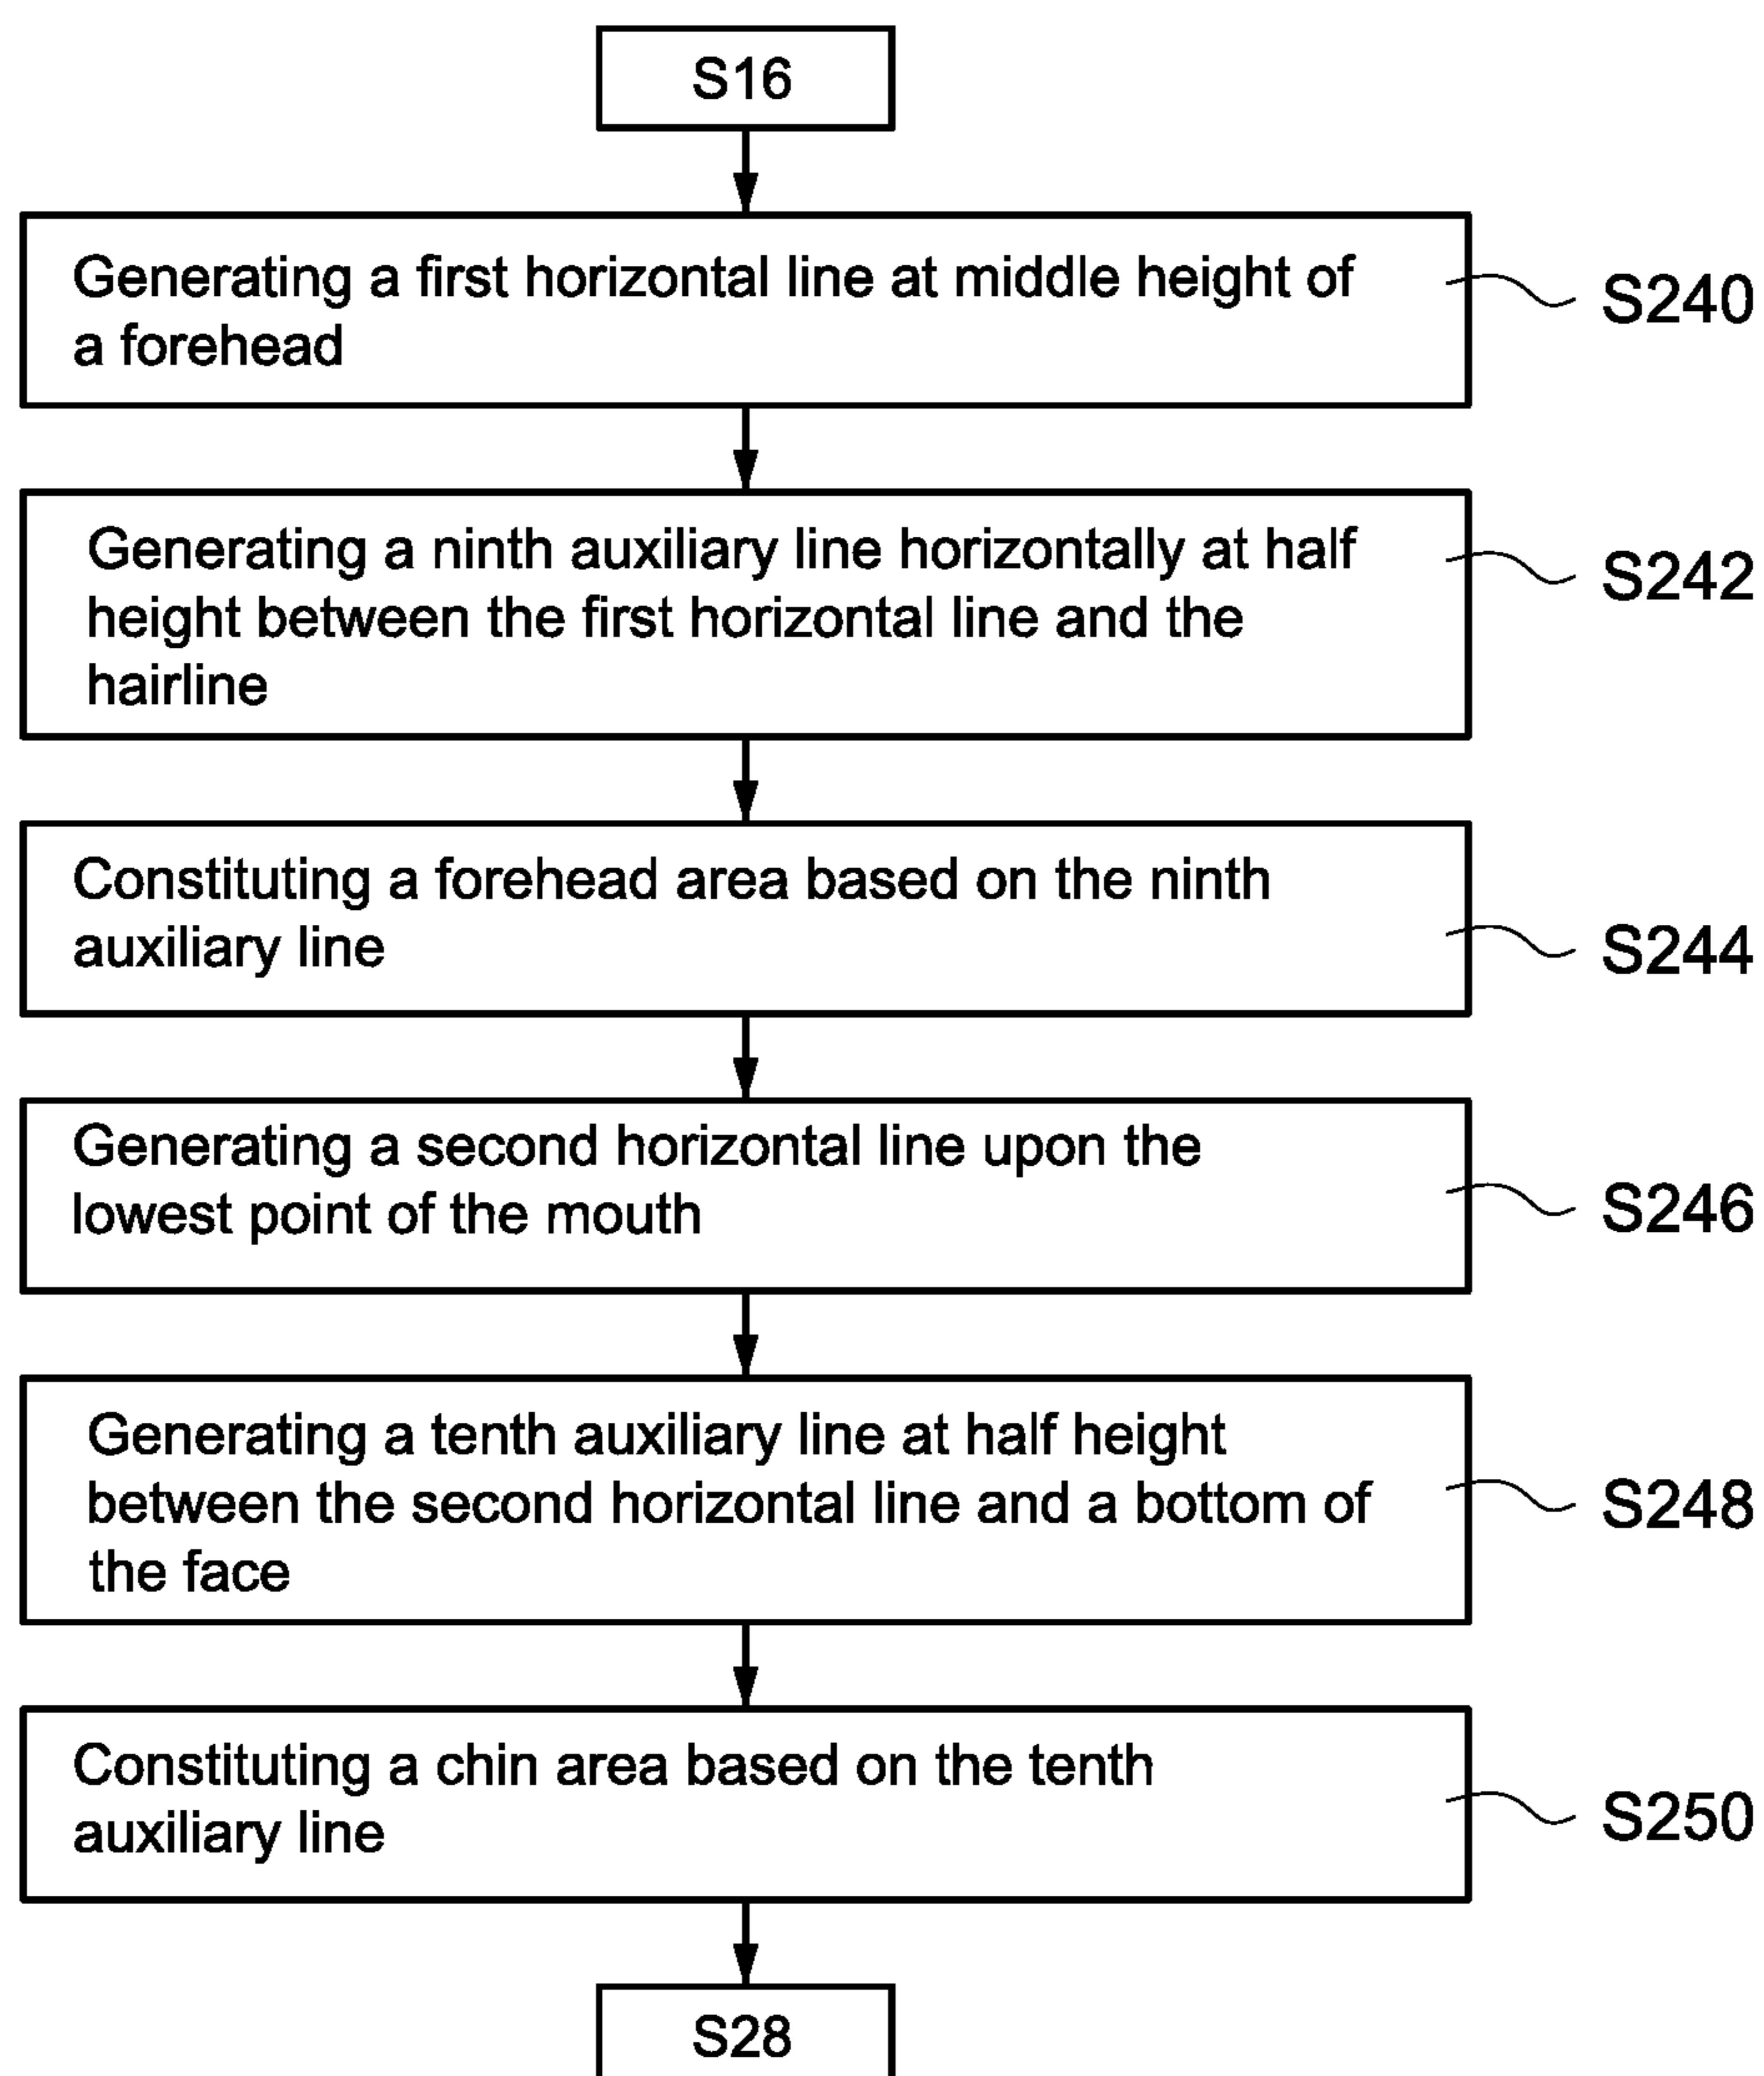 S16
Generating a first horizontal line at middle height of
a forehead
S240
Generating a ninth auxiliary line horizontally at half
height between the first horizontal line and the
hairline
S242
Constituting a forehead area based on the ninth
auxiliary line
S244
Generating a second horizontal line upon the
lowest point of the mouth
S246
Generating a tenth auxiliary line at half height
between the second horizontal line and a bottom of
the face
S248
Constituting a chin area based on the tenth
auxiliary line
S250
S28